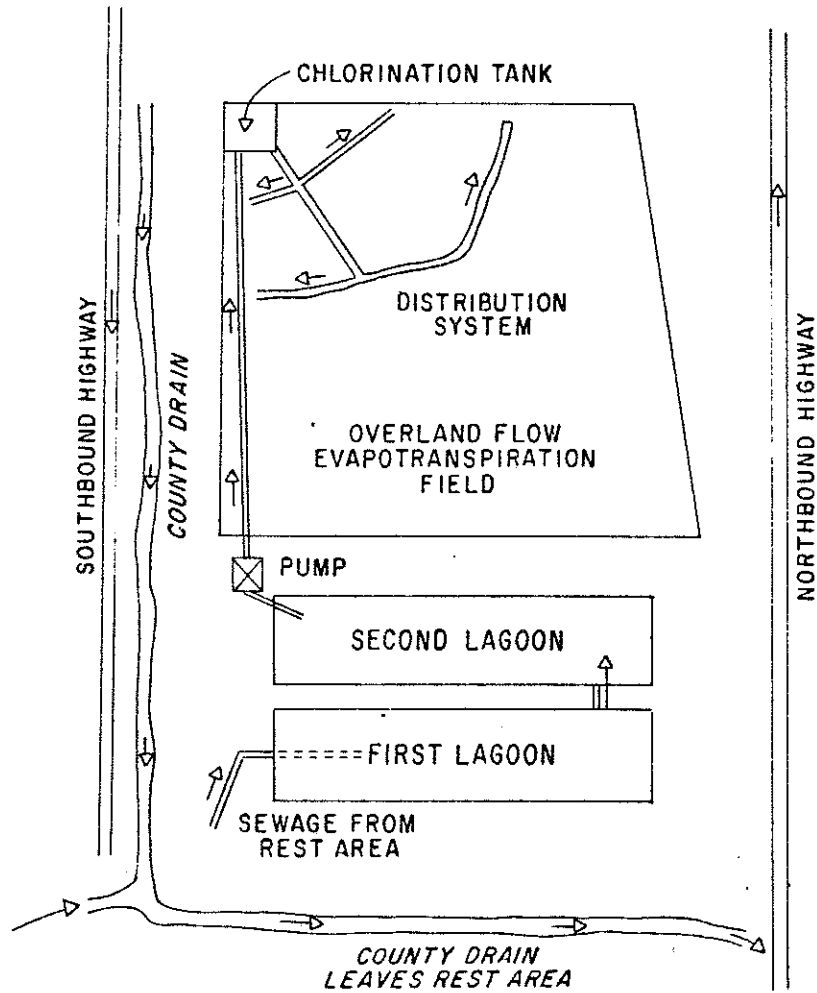 CHLORINATION TANK
SOUTHBOUND HIGHWAY
COUNTY DRAIN
DISTRIBUTION
SYSTEM
NORTHBOUND HIGHWAY
OVERLAND FLOW
EVAPOTRANSPIRATION
FIELD
PUMP
SECOND LAGOON
FIRST LAGOON
SEWAGE FROM
REST AREA
COUNTY DRAIN
LEAVES REST AREA